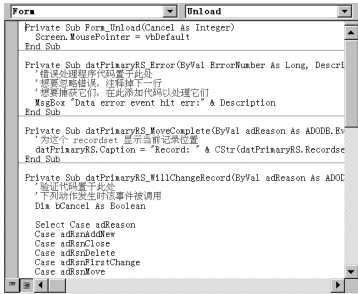 Form Unload
Private Sub Form_Unload(Cancel As Integer)
Screen.MousePointer = vbDefault
End Sub
Private Sub datPrimaryRS_Error(ByVal ErrorNumber As Long, Descri
'错误处理程序代码置于此处
'想要忽略错误，注释掉下一行
'想要捕获它们，在此添加代码以处理它们
MsgBox "Data error event hit err:" & Description
End Sub
Private Sub datPrimaryRS_MoveComplete(ByVal adReason As ADODB.Ev
'为这个 recordset 显示当前记录位置
datPrimaryRS.Caption = "Record: " & CStr(datPrimaryRS.Recordse
End Sub
Private Sub datPrimaryRS_WillChangeRecord(ByVal adReason As ADOD
'验证代码置于此处
'下列动作发生时该事件被调用
Dim bCancel As Boolean
Select Case adReason
Case adRsnAddNew
Case adRsnClose
Case adRsnDelete
Case adRsnFirstChange
Case adRsnMove